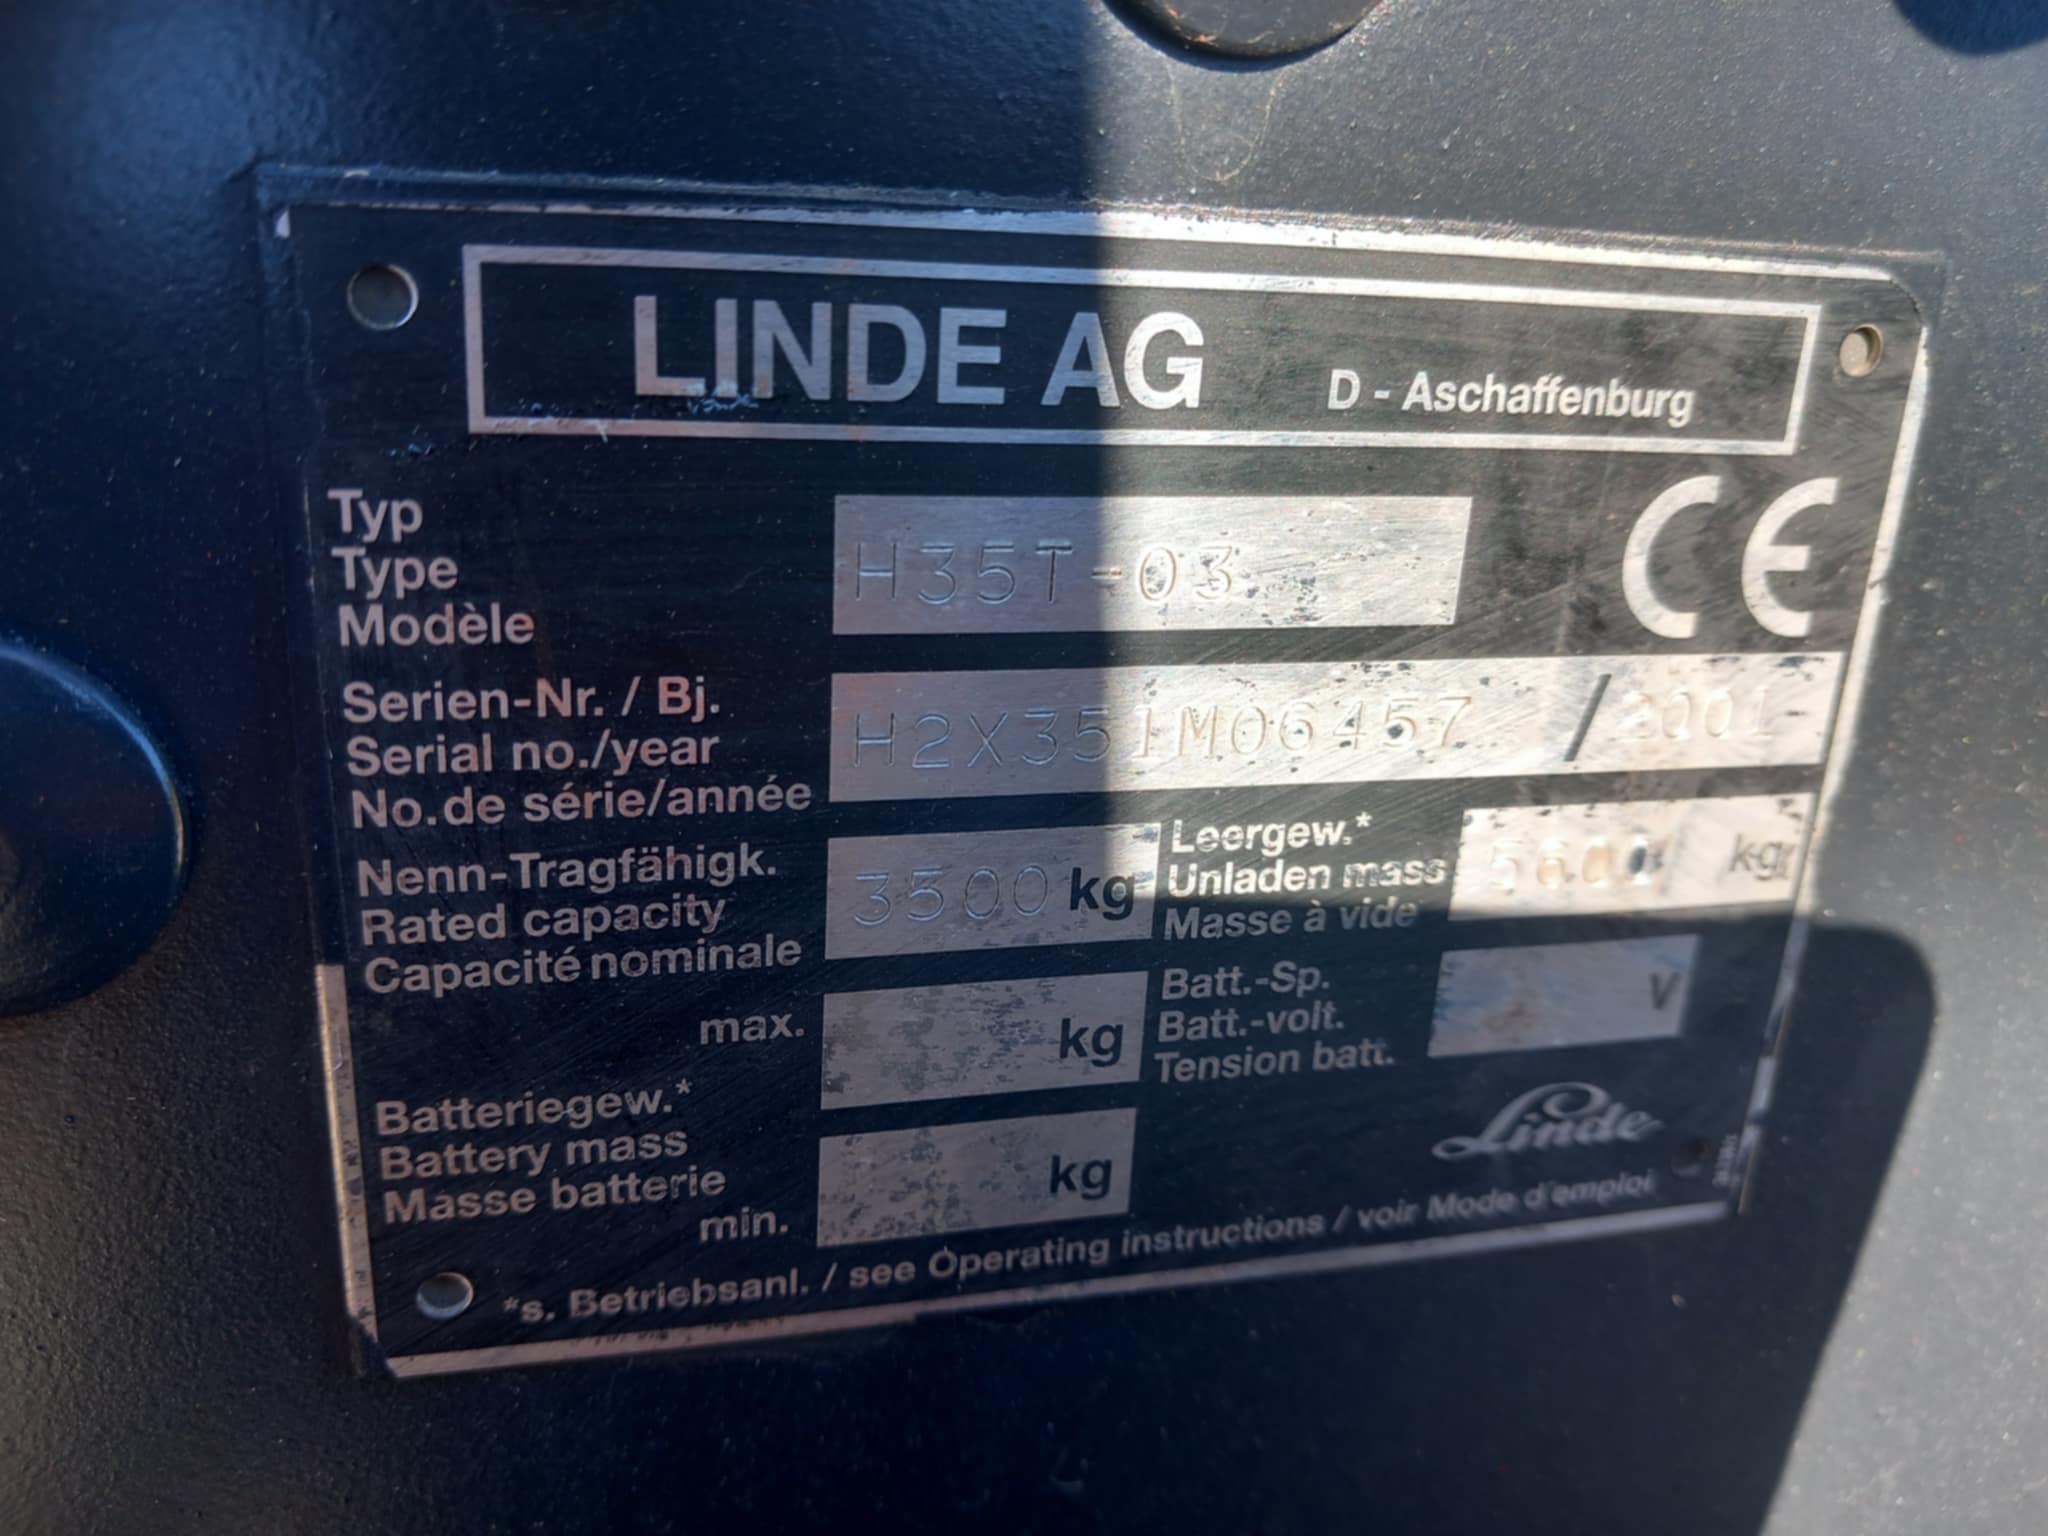 LINDE AG D - Aschaffenburg
Typ
Type H35T-03
Modèle
CE
Serien-Nr. / Bj.
Serial no./year H2X351M06457 / 2001
No.de série/année
Nenn-Tragfähigk.
Rated capacity 3500 kg
Capacité nominale
Leergew.*
Unladen mass kg
Masse à vide
max. kg
Batt.-Sp.
Batt.-volt. V
Tension batt.
Batteriegew.*
Battery mass
Masse batterie
min. kg
Linde
*s. Betriebsanl. / see Operating instructions / voir Mode d'emploi